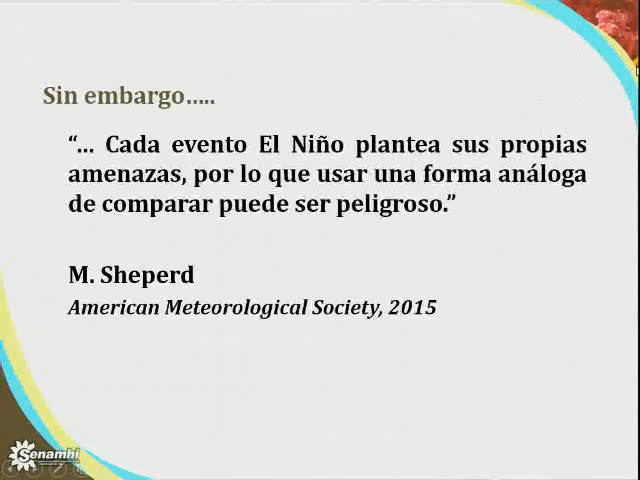 Sin embargo.....
“... Cada evento El Niño plantea sus propias
amenazas, por lo que usar una forma análoga
de comparar puede ser peligroso.”
M. Sheperd
American Meteorological Society, 2015
Senamhi